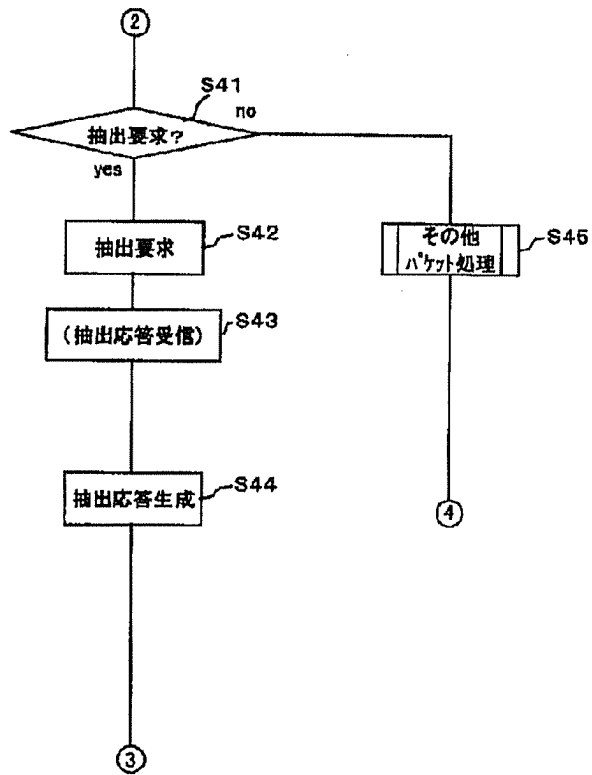 ②
S41
no
抽出要求?
yes
抽出要求
S42
その他
パケット処理
S45
(抽出応答受信)
S43
抽出応答生成
S44
④
③